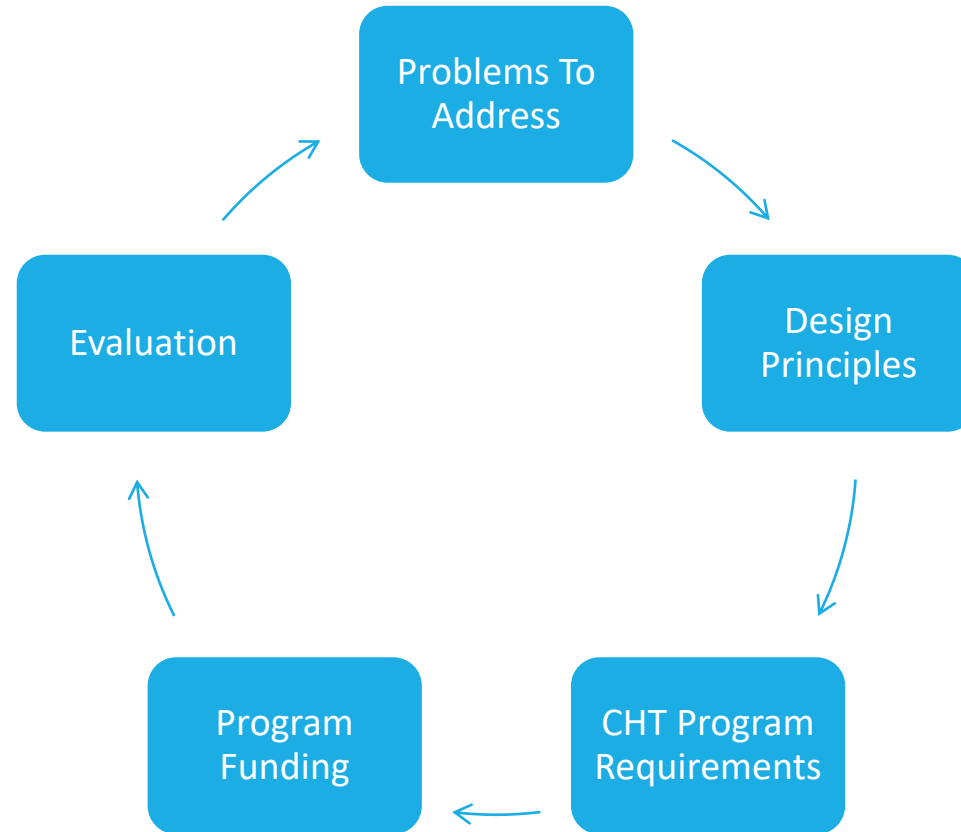 Problems To
Address
Design
Principles
CHT Program
Requirements
Program
Funding
Evaluation